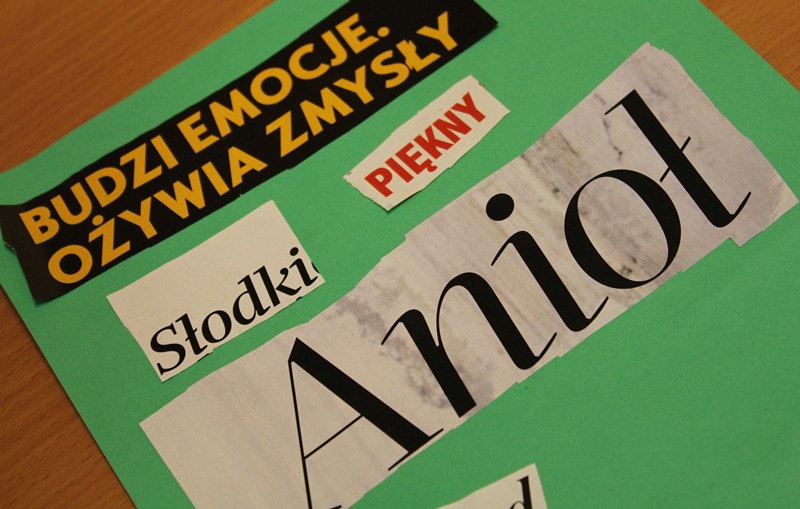 BUDZI EMOCJE.
OŻYWIA ZMYSŁY
PIĘKNY
Słodki
Anioł